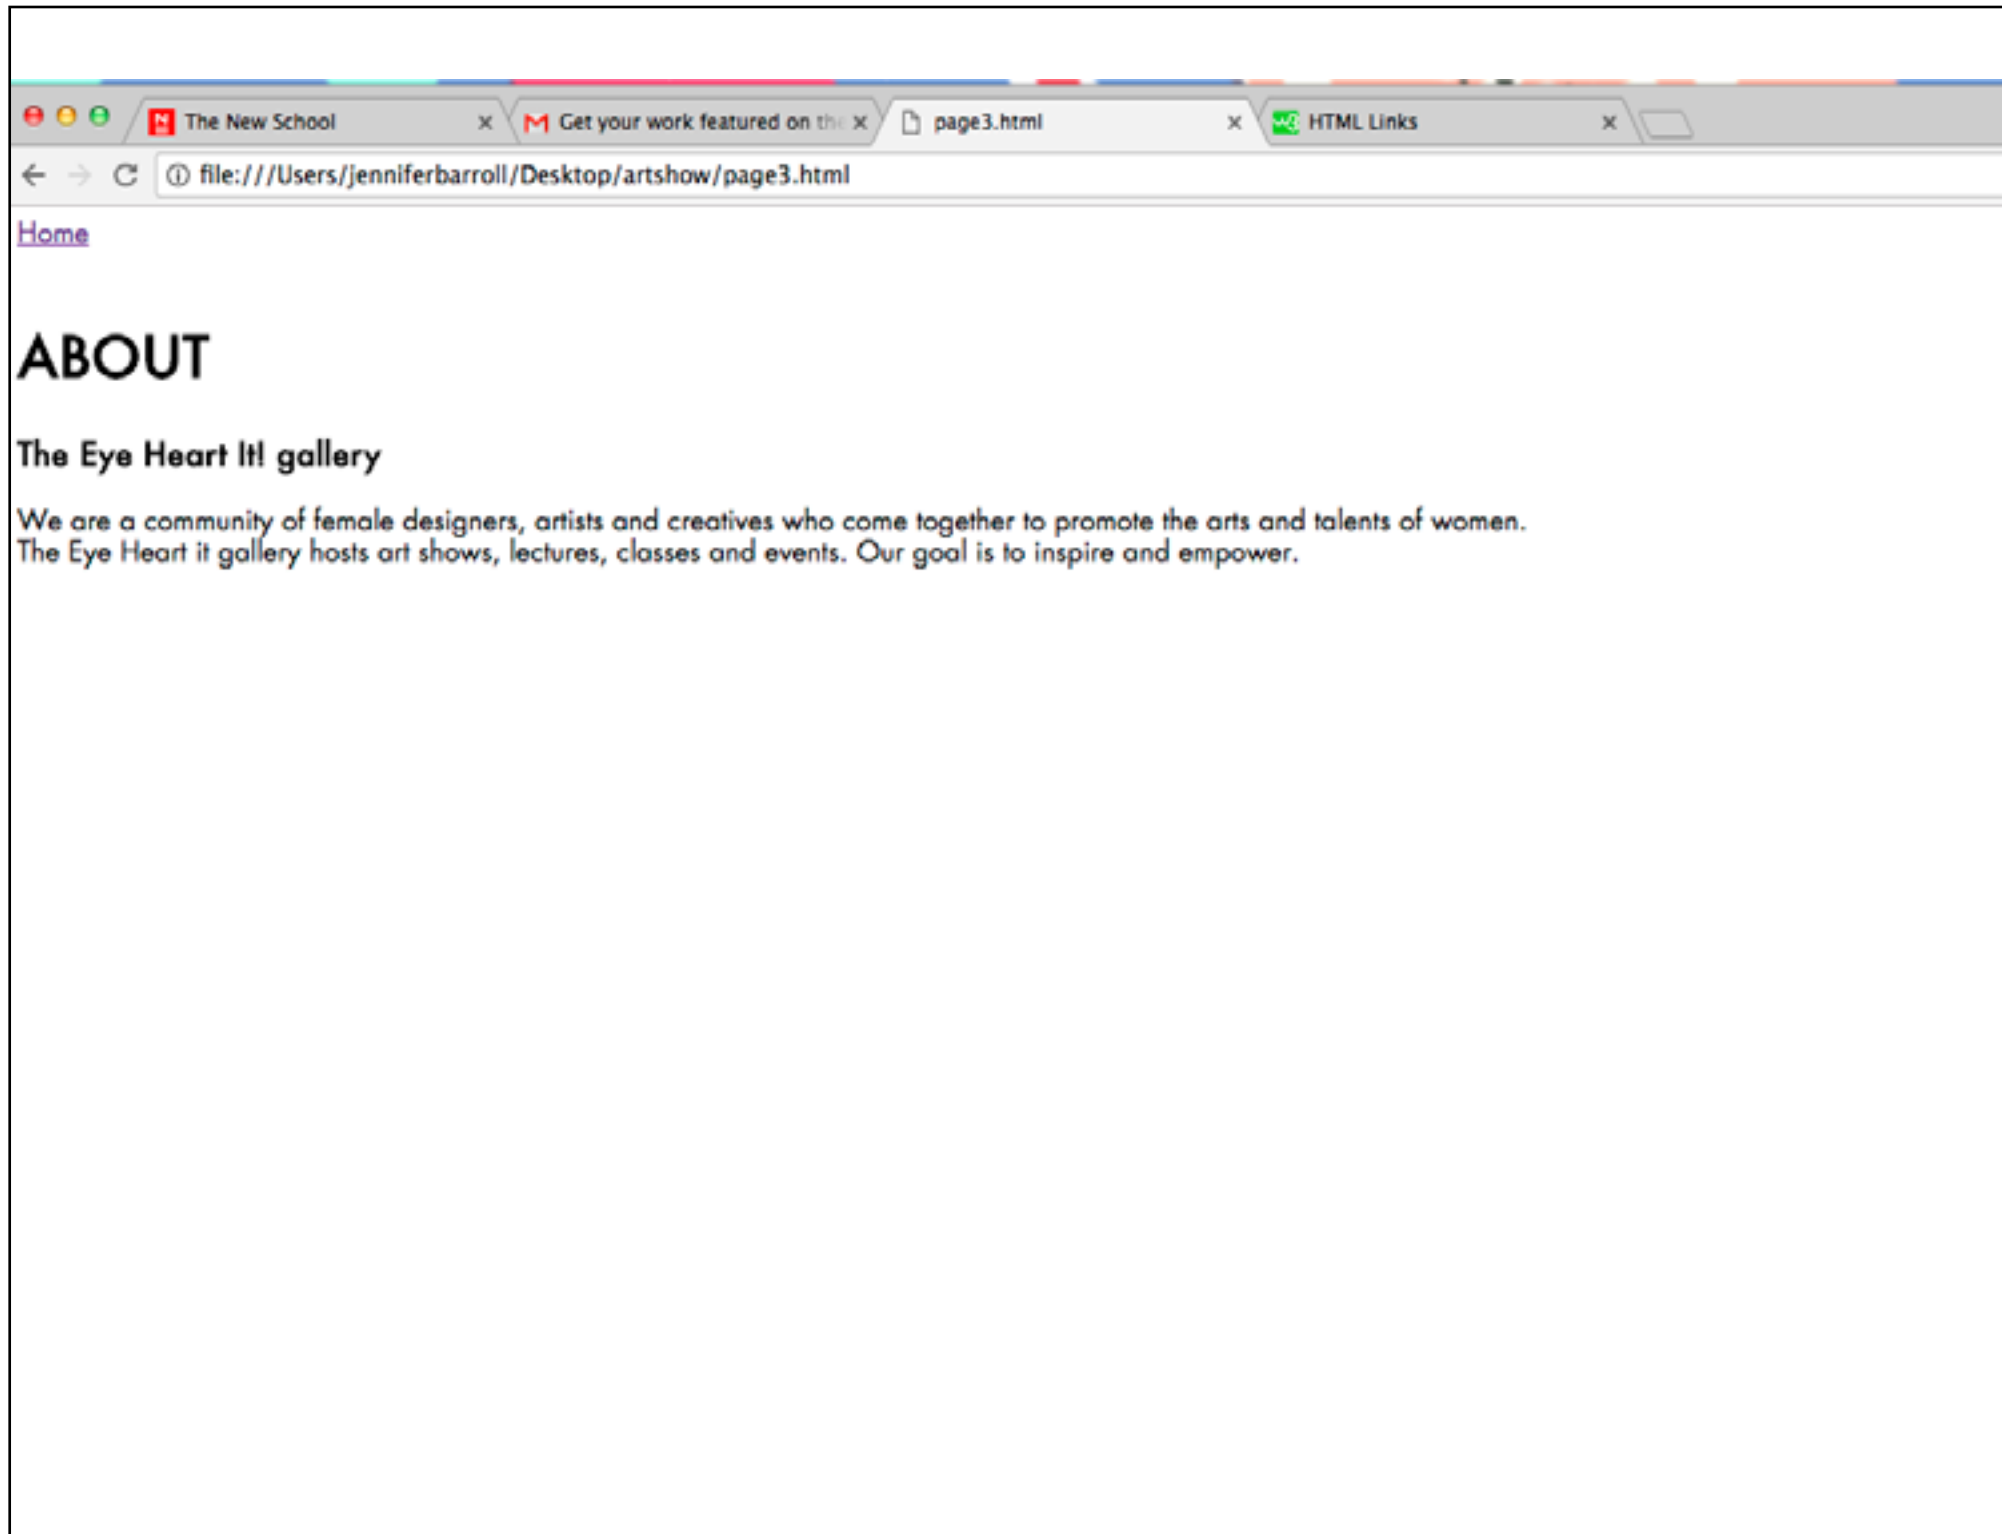 The New School
Get your work featured on the
page3.html
HTML Links
file:///Users/jenniferbarroll/Desktop/artshow/page3.html
Home
ABOUT
The Eye Heart It! gallery
We are a community of female designers, artists and creatives who come together to promote the arts and talents of women.
The Eye Heart it gallery hosts art shows, lectures, classes and events. Our goal is to inspire and empower.